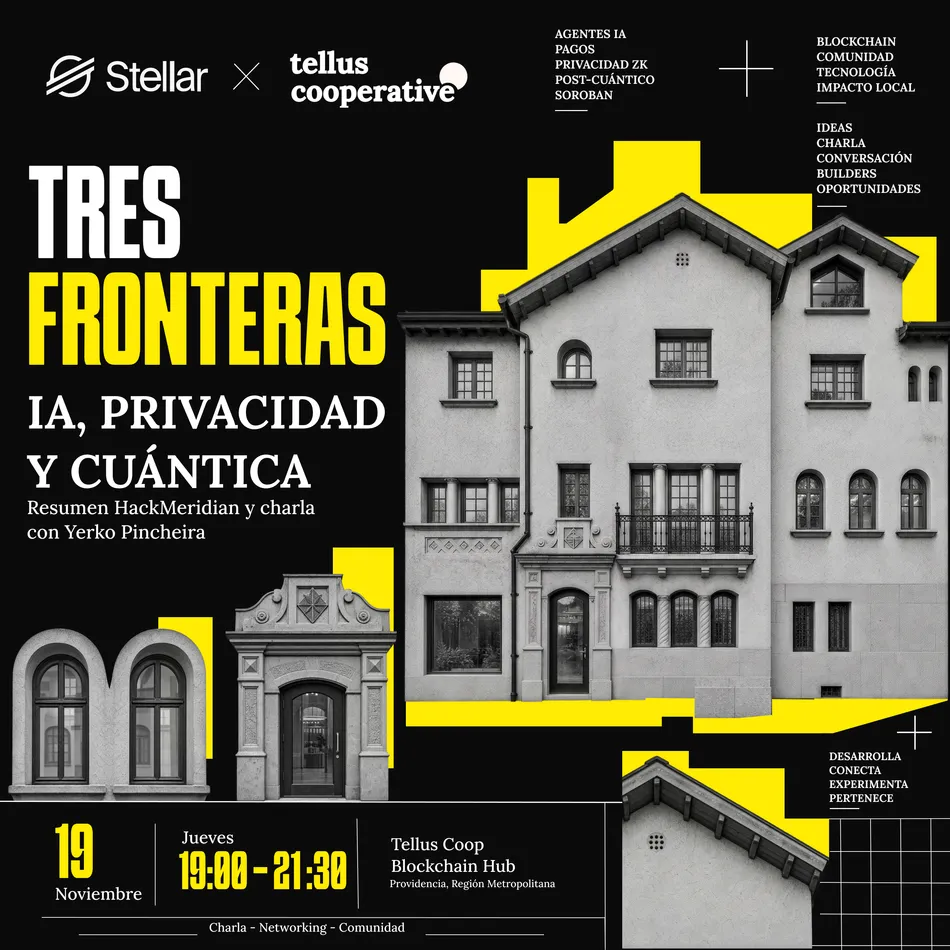 Stellar
tellus
cooperative
AGENTES IA
PAGOS
PRIVACIDAD ZK
POST-CUÁNTICO
SOROBAN
BLOCKCHAIN
COMUNIDAD
TECNOLOGÍA
IMPACTO LOCAL
IDEAS
CHARLA
CONVERSACIÓN
BUILDERS
OPORTUNIDADES
TRES
FRONTERAS
IA, PRIVACIDAD
Y CUÁNTICA
Resumen HackMeridian y charla
con Yerko Pincheira
DESARROLLA
CONECTA
EXPERIMENTA
PERTENECE
19
Noviembre
Jueves
19:00 - 21:30
Tellus Coop
Blockchain Hub
Providencia, Región Metropolitana
Charla - Networking - Comunidad